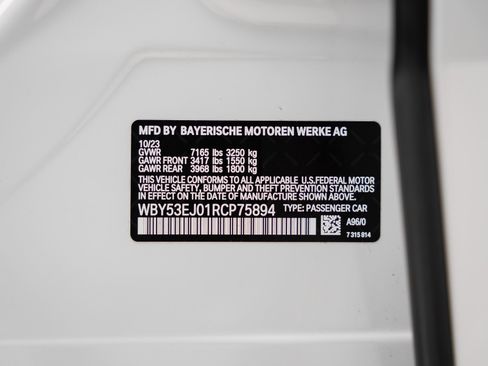 MFD BY BAYERISCHE MOTOREN WERKE AG
10/23
GVWR 7165 lbs 3250 kg
GAWR FRONT 3417 lbs 1550 kg
GAWR REAR 3968 lbs 1800 kg
THIS VEHICLE CONFORMS TO
ALL APPLICABLE U.S.FEDERAL MOTOR
VEHICLE SAFETY, BUMPER, AND THEFT
PREVENTION STANDARDS IN EFFECT ON
THE DATE OF MANUFACTURE SHOWN ABOVE.
WBY53EJ01RCP75894 TYPE: PASSENGER CAR
A96/0
7 315 814